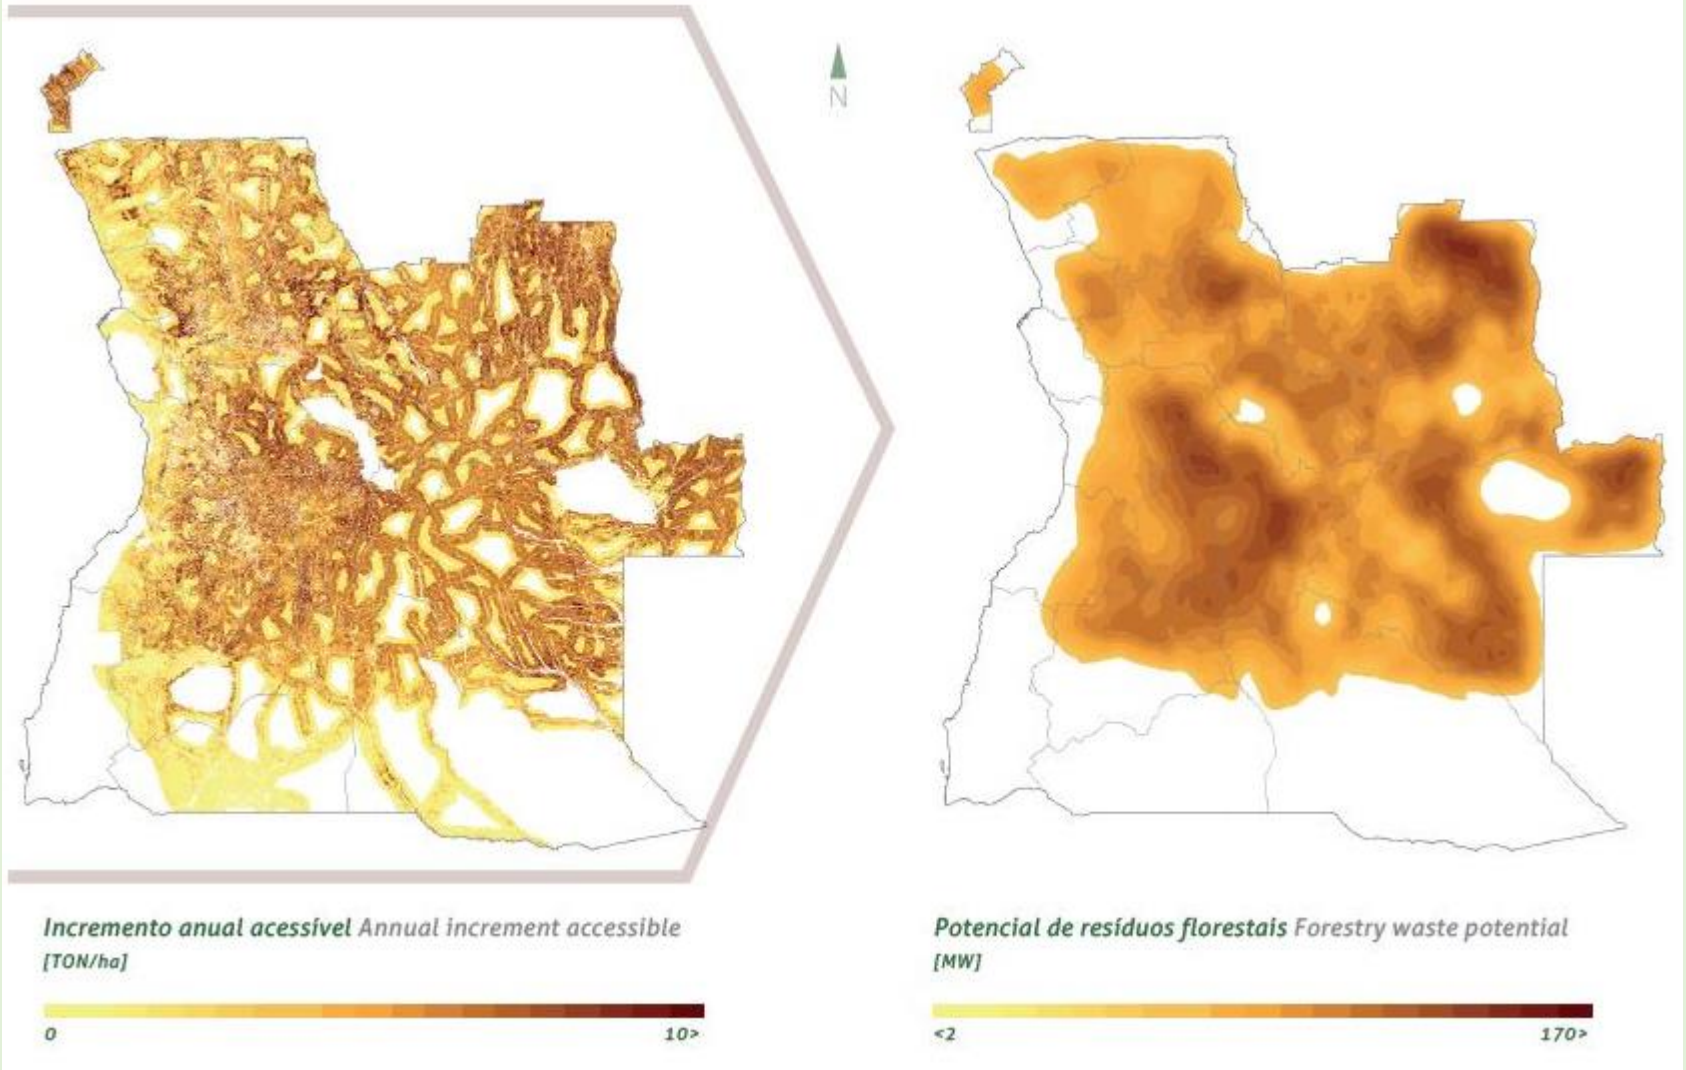 N
Incremento anual acessível Annual increment accessible
[TON/ha]
0 10>
Potencial de resíduos florestais Forestry waste potential
[MW]
<2 170>